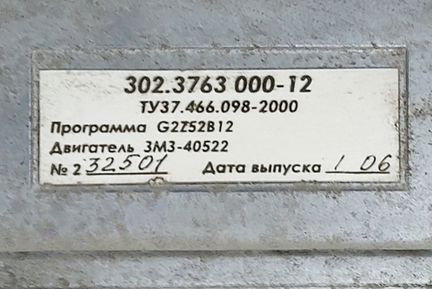 302.3763 000-12
ТУ37.466.098-2000
Программа G2Z52B12
Двигатель ЗМЗ-40522
№ 2 32501 Дата выпуска 1 06